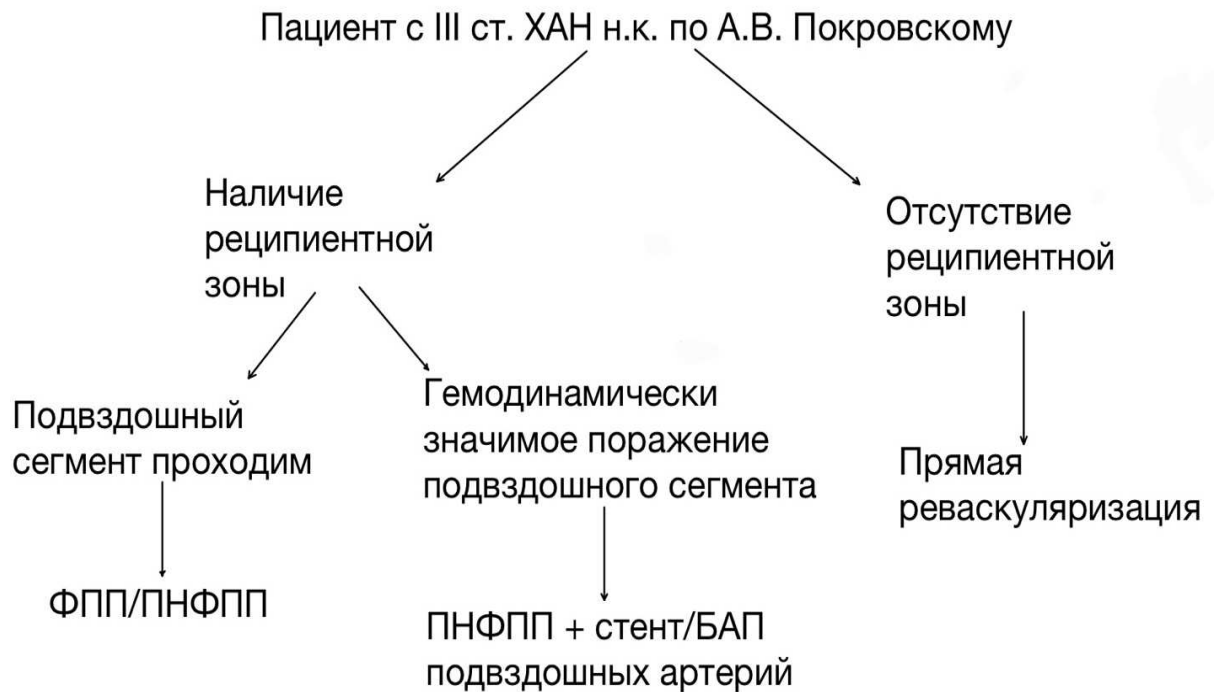 Пациент с III ст. ХАН н.к. по А.В. Покровскому
Наличие
реципиентной
зоны
Отсутствие
реципиентной
зоны
Подвздошный
сегмент проходим
Гемодинамически
значимое поражение
подвздошного сегмента
Прямая
реваскуляризация
ФПП/ПНФПП
ПНФПП + стент/БАП
подвздошных артерий